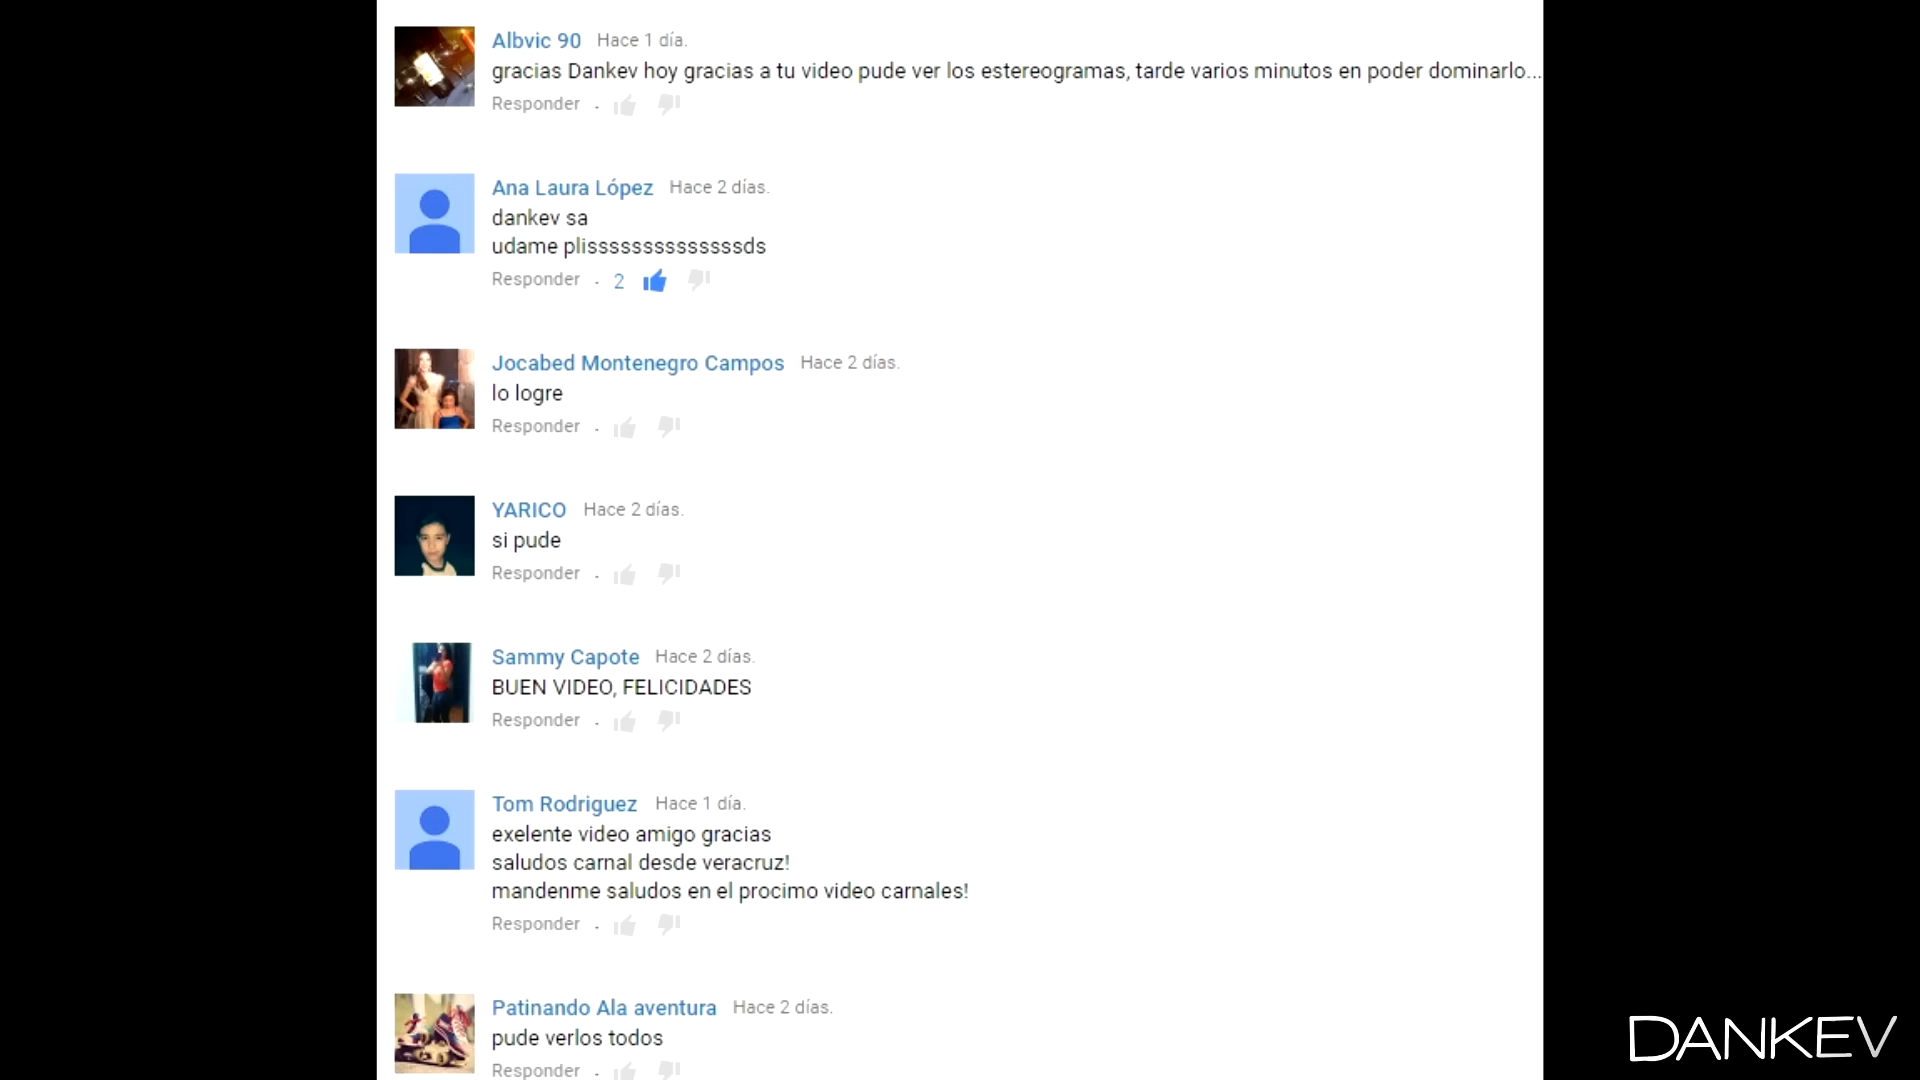 Albvic 90 Hace 1 día.
gracias Dankev hoy gracias a tu video pude ver los estereogramas, tarde varios minutos en poder dominarlo...
Responder .
Ana Laura López Hace 2 días.
dankev sa
udame plissssssssssssssds
Responder . 2
Jocabed Montenegro Campos Hace 2 días.
lo logre
Responder .
YARICO Hace 2 días.
si pude
Responder .
Sammy Capote Hace 2 días.
BUEN VIDEO, FELICIDADES
Responder .
Tom Rodriguez Hace 1 día.
exelente video amigo gracias
saludos carnal desde veracruz!
mandenme saludos en el procimo video carnales!
Responder .
Patinando Ala aventura Hace 2 días.
pude verlos todos
Responder .
DANKEV